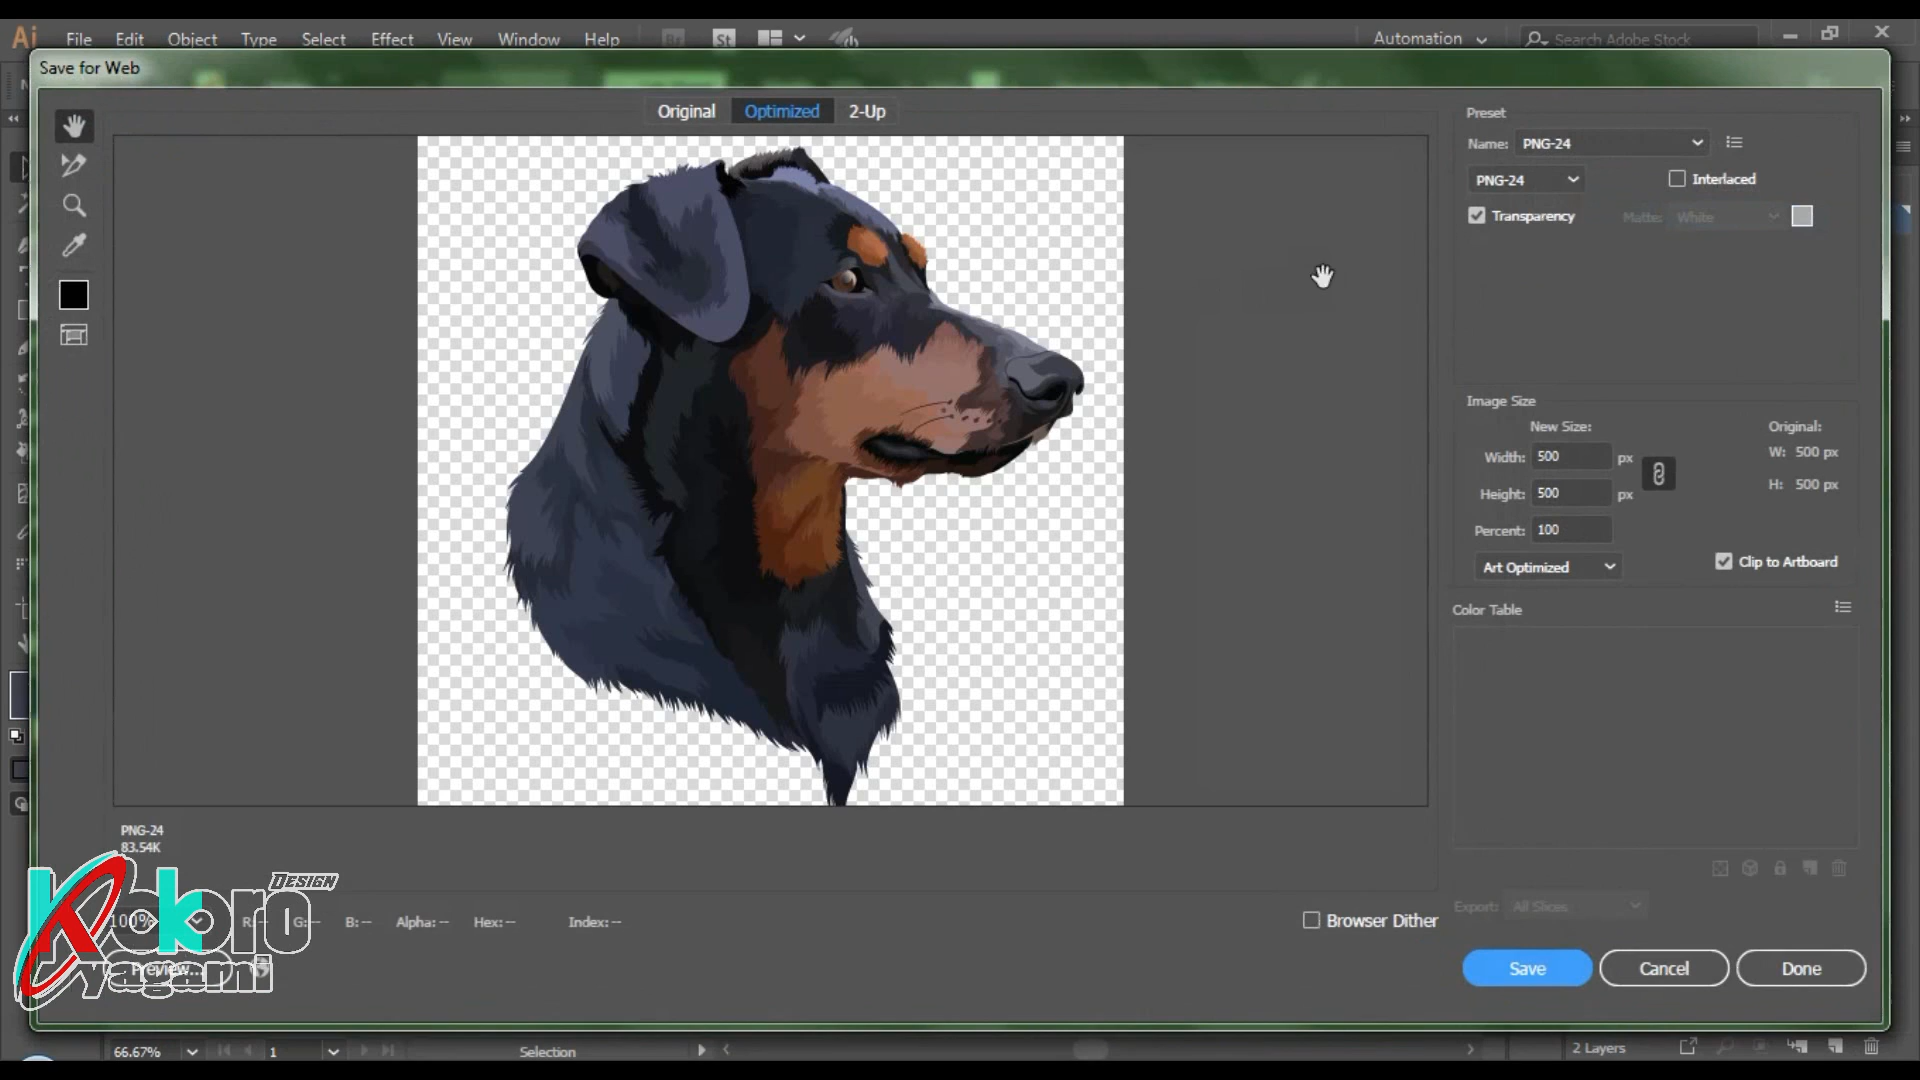 Ai File Edit Object Type Select Effect View Window Help Br St Automation Search Adobe Stock
Save for Web
Original Optimized 2-Up
Preset
Name: PNG-24
PNG-24 Interlaced
Transparency Matte: White
Image Size
New Size: Original:
Width: 500 px W: 500 px
Height: 500 px H: 500 px
Percent: 100
Art Optimized Clip to Artboard
Color Table
PNG-24
83.54K
Export: All Slices
100% R: -- G: -- B: -- Alpha: -- Hex: -- Index: -- Browser Dither
Preview...
Save Cancel Done
Kokoro Design
yagami
66.67% 1 Selection 2 Layers